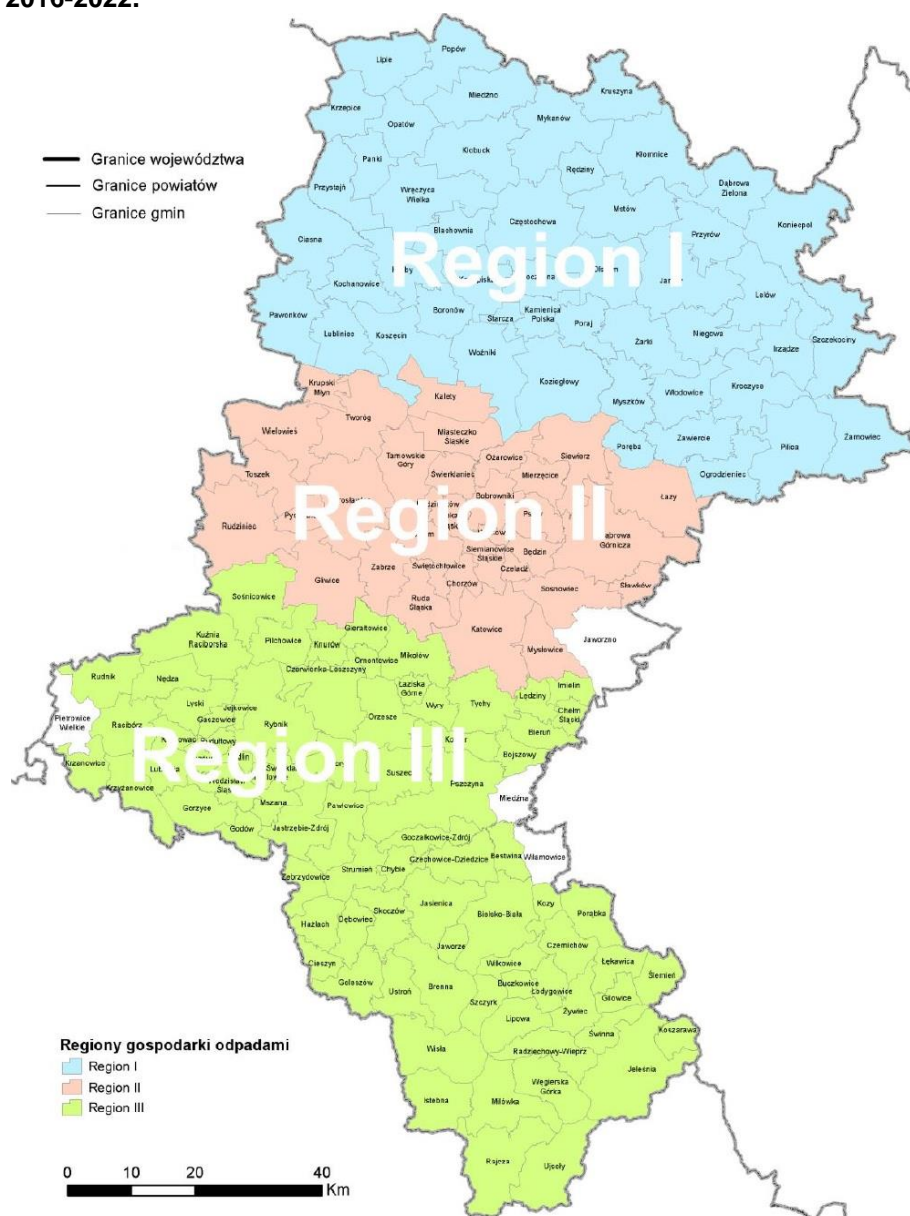 2016-2022.
Granice województwa
Granice powiatów
Granice gmin
Popów
Lipie
Miedźno
Kruszyna
Krzepice
Mykanów
Opatów
Kłobuck
Kłomnice
Panki
Rędziny
Przystajń
Wręczyca
Wielka
Dąbrowa
Zielona
Mstów
Koniecpol
Częstochowa
Blachownia
Przyrów
Ciasna
Region I
Kochanowice
Lelów
Pawonków
Boronów
Starcza
Kamienica
Polska
Poraj
Lubliniec
Koszęcin
Niegowa
Żarki
Irządze
Szczekociny
Woźniki
Koziegłowy
Myszków
Włodowice
Kroczyce
Poręba
Zawiercie
Pilica
Żarnowiec
Ogrodzieniec
Krupski
Młyn
Kalety
Tworóg
Wielowieś
Miasteczko
Śląskie
Tarnowskie
Góry
Ożarowice
Siewierz
Toszek
Świerklaniec
Mierzęcice
Bobrowniki
Łazy
Region II
Rudziniec
Siemianowice
Śląskie
Będzin
Górnicza
Zabrze
Świętochłowice
Czeladź
Gliwice
Chorzów
Sosnowiec
Sławków
Ruda
Śląska
Katowice
Jaworzno
Mysłowice
Sośnicowice
Gierałtowice
Kuźnia
Raciborska
Pilchowice
Knurów
Ornontowice
Mikołów
Czerwionka-Leszczyny
Rudnik
Nędza
Łaziska
Górne
Wyry
Tychy
Lędziny
Imielin
Chełm
Śląski
Lyski
Jejkowice
Gaszowice
Rybnik
Orzesze
Bieruń
Pietrowice
Wielkie
Racibórz
Bojszowy
Region III
Krzanowice
Suszec
Pszczyna
Krzyżanowice
Miedźna
Gorzyce
Mszana
Pawłowice
Godów
Jastrzębie-Zdrój
Goczałkowice-Zdrój
Czechowice-Dziedzice
Bestwina
Wilamowice
Zebrzydowice
Strumień
Chybie
Jasienica
Kozy
Porąbka
Skoczów
Dębowiec
Bielsko-Biała
Hażlach
Czernichów
Jaworze
Wilkowice
Łękawica
Ślemień
Cieszyn
Goleszów
Ustroń
Brenna
Buczkowice
Łodygowice
Gilowice
Szczyrk
Lipowa
Żywiec
Świnna
Koszarawa
Wisła
Radziechowy-Wieprz
Jeleśnia
Istebna
Milówka
Węgierska
Górka
Rajcza
Ujsoły
Regiony gospodarki odpadami
Region I
Region II
Region III
0 10 20 40
Km